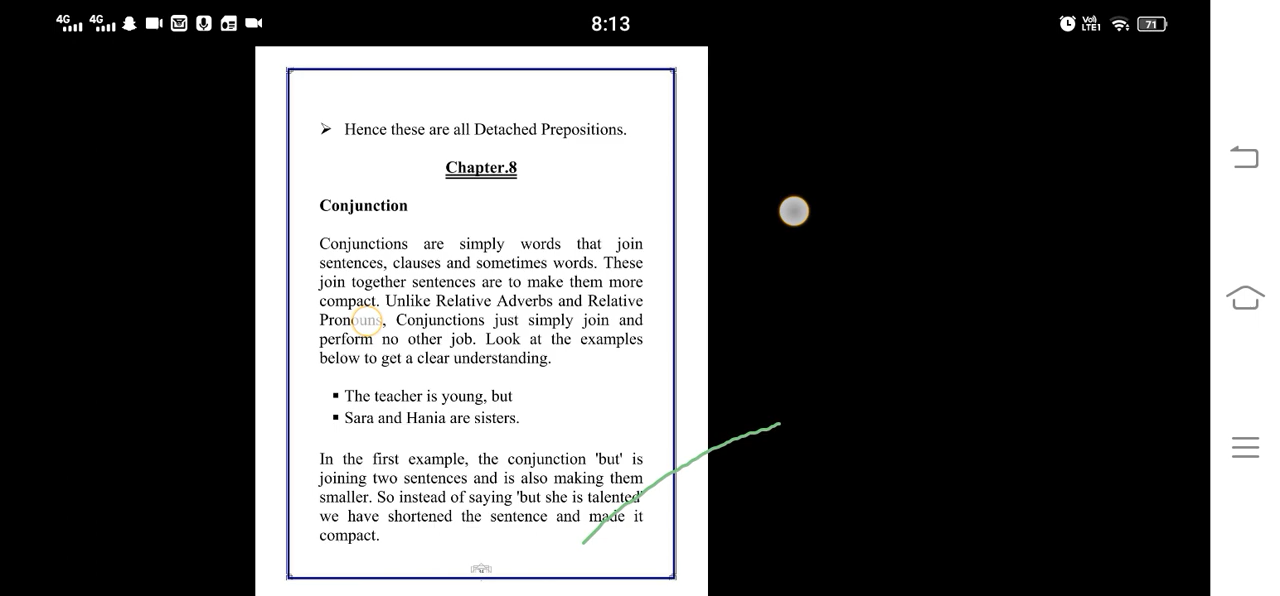 4G 4G 8:13 Vo) LTE1 71
➤ Hence these are all Detached Prepositions.
Chapter.8
Conjunction
Conjunctions are simply words that join
sentences, clauses and sometimes words. These
join together sentences are to make them more
compact. Unlike Relative Adverbs and Relative
Pronouns, Conjunctions just simply join and
perform no other job. Look at the examples
below to get a clear understanding.
▪ The teacher is young, but
▪ Sara and Hania are sisters.
In the first example, the conjunction 'but' is
joining two sentences and is also making them
smaller. So instead of saying 'but she is talented'
we have shortened the sentence and made it
compact.